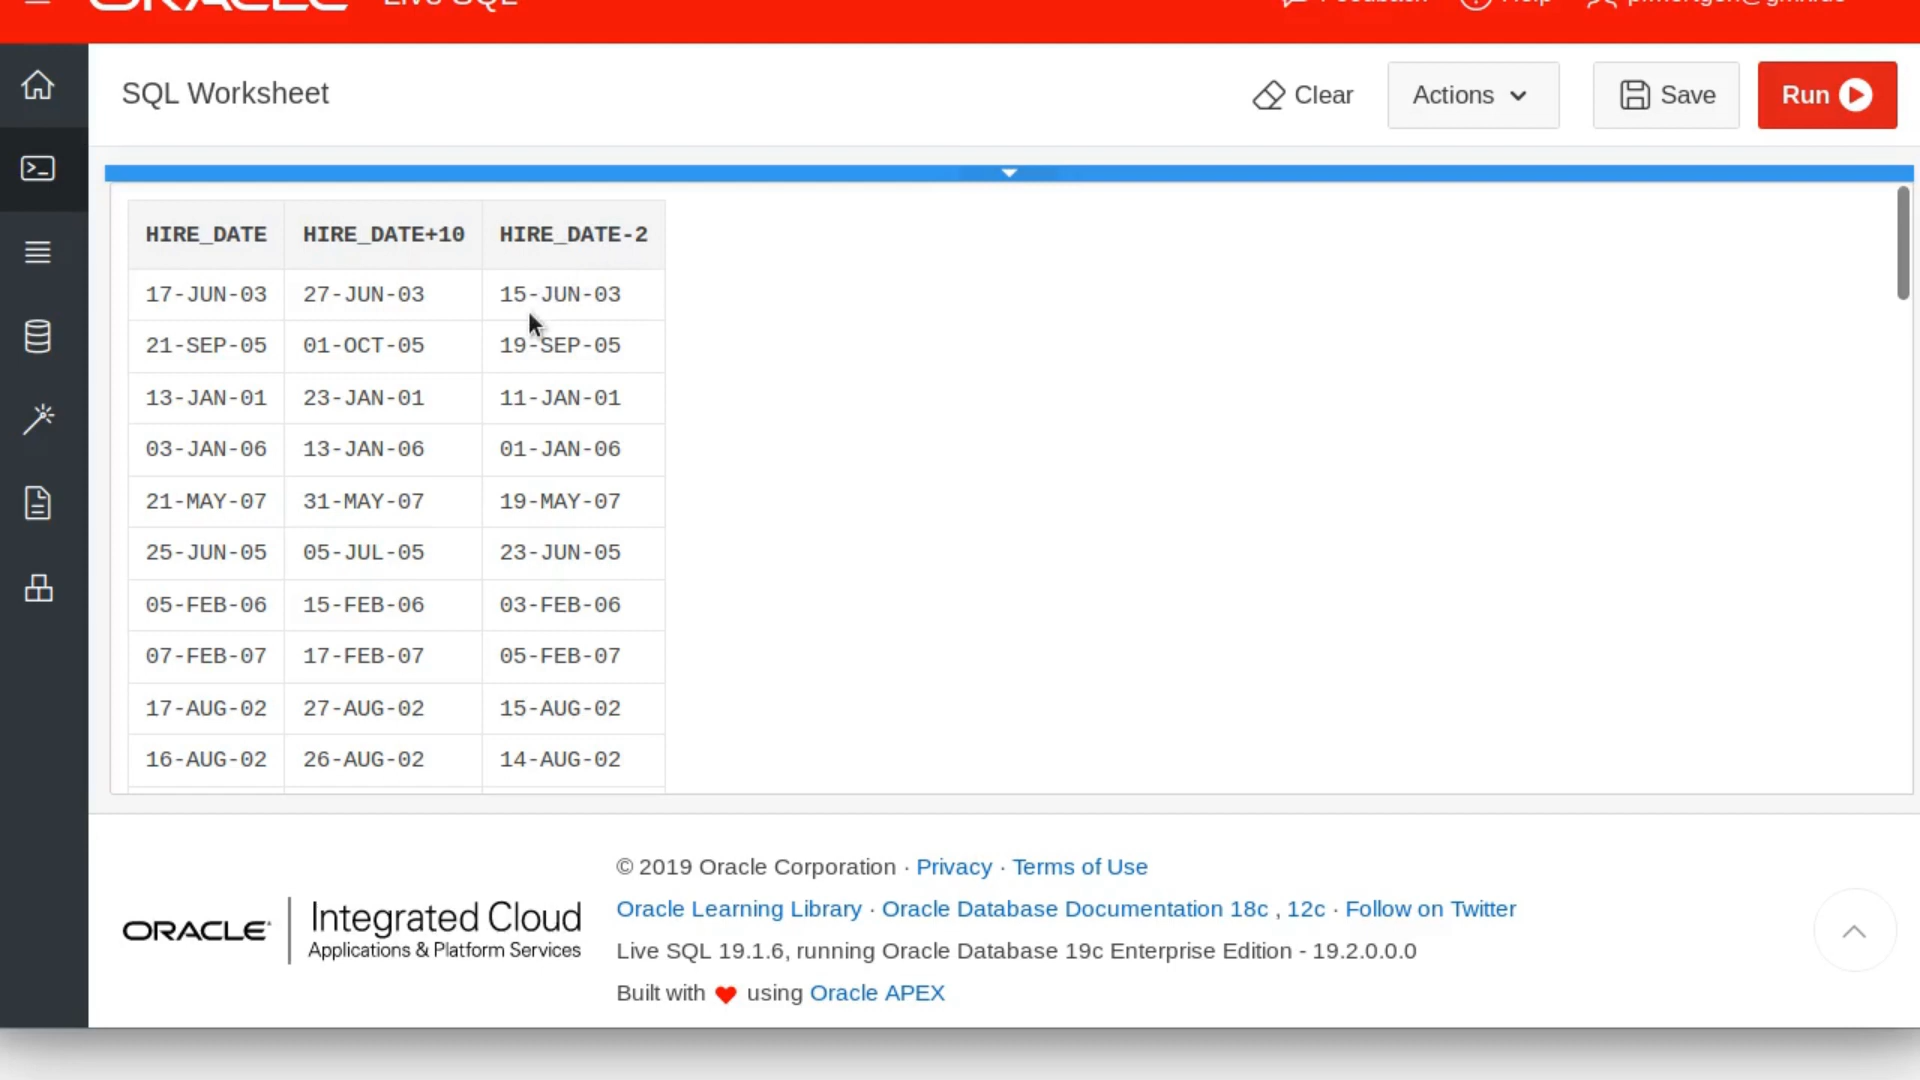 ORACLE Live SQL Feedback Help
SQL Worksheet Clear Actions Save Run
HIRE_DATE HIRE_DATE+10 HIRE_DATE-2
17-JUN-03 27-JUN-03 15-JUN-03
21-SEP-05 01-OCT-05 19-SEP-05
13-JAN-01 23-JAN-01 11-JAN-01
03-JAN-06 13-JAN-06 01-JAN-06
21-MAY-07 31-MAY-07 19-MAY-07
25-JUN-05 05-JUL-05 23-JUN-05
05-FEB-06 15-FEB-06 03-FEB-06
07-FEB-07 17-FEB-07 05-FEB-07
17-AUG-02 27-AUG-02 15-AUG-02
16-AUG-02 26-AUG-02 14-AUG-02
ORACLE Integrated Cloud
Applications & Platform Services
© 2019 Oracle Corporation · Privacy · Terms of Use
Oracle Learning Library · Oracle Database Documentation 18c , 12c · Follow on Twitter
Live SQL 19.1.6, running Oracle Database 19c Enterprise Edition - 19.2.0.0.0
Built with ♥ using Oracle APEX